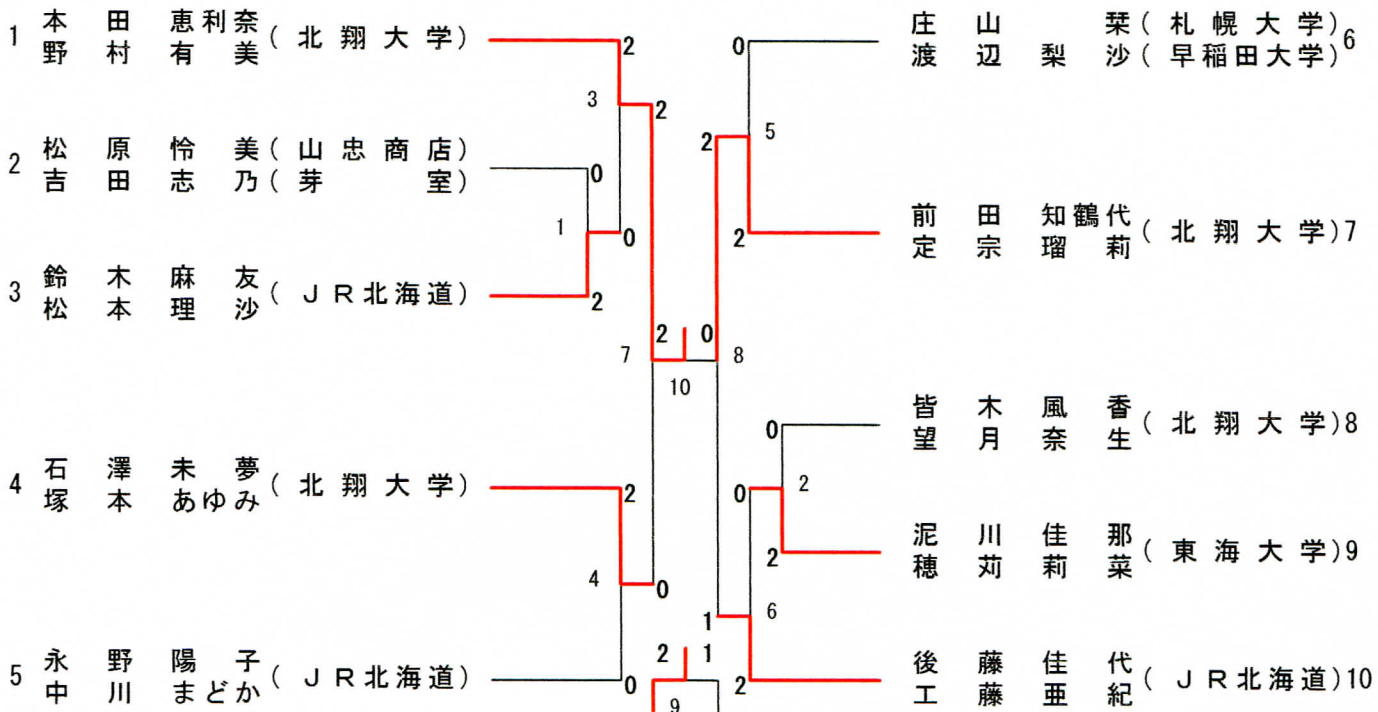 1 本田恵利奈 (北翔大学)
野村有美
2 松原怜美 (山忠商店)
吉田志乃 (芽室)
3 鈴木麻友 (JR北海道)
松本理沙
4 石澤未夢 (北翔大学)
塚本あゆみ
5 永野陽子 (JR北海道)
中川まどか
2
3
2
0
1
0
2
7
2 0
10
8
2
4
0
0
2 1
9
庄山栞 (札幌大学) 6
渡辺梨沙 (早稲田大学)
前田知鶴代 (北翔大学) 7
定宗瑠莉
皆木風香 (北翔大学) 8
望月奈生
泥川佳那 (東海大学) 9
穂苅莉菜
後藤佳代 (JR北海道) 10
工藤亜紀
0
2
5
2
0
0
2
2
6
1
2